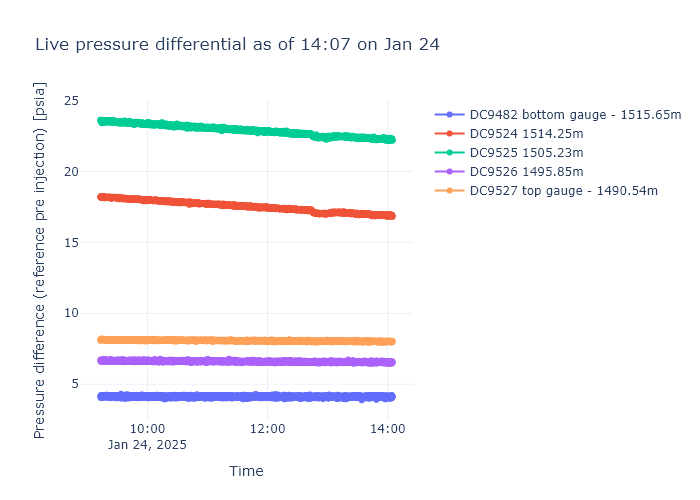 Live pressure differential as of 14:07 on Jan 24
Pressure difference (reference pre injection) [psia]
25
20
15
10
5
10:00
Jan 24, 2025
12:00
14:00
Time
DC9482 bottom gauge - 1515.65m
DC9524 1514.25m
DC9525 1505.23m
DC9526 1495.85m
DC9527 top gauge - 1490.54m